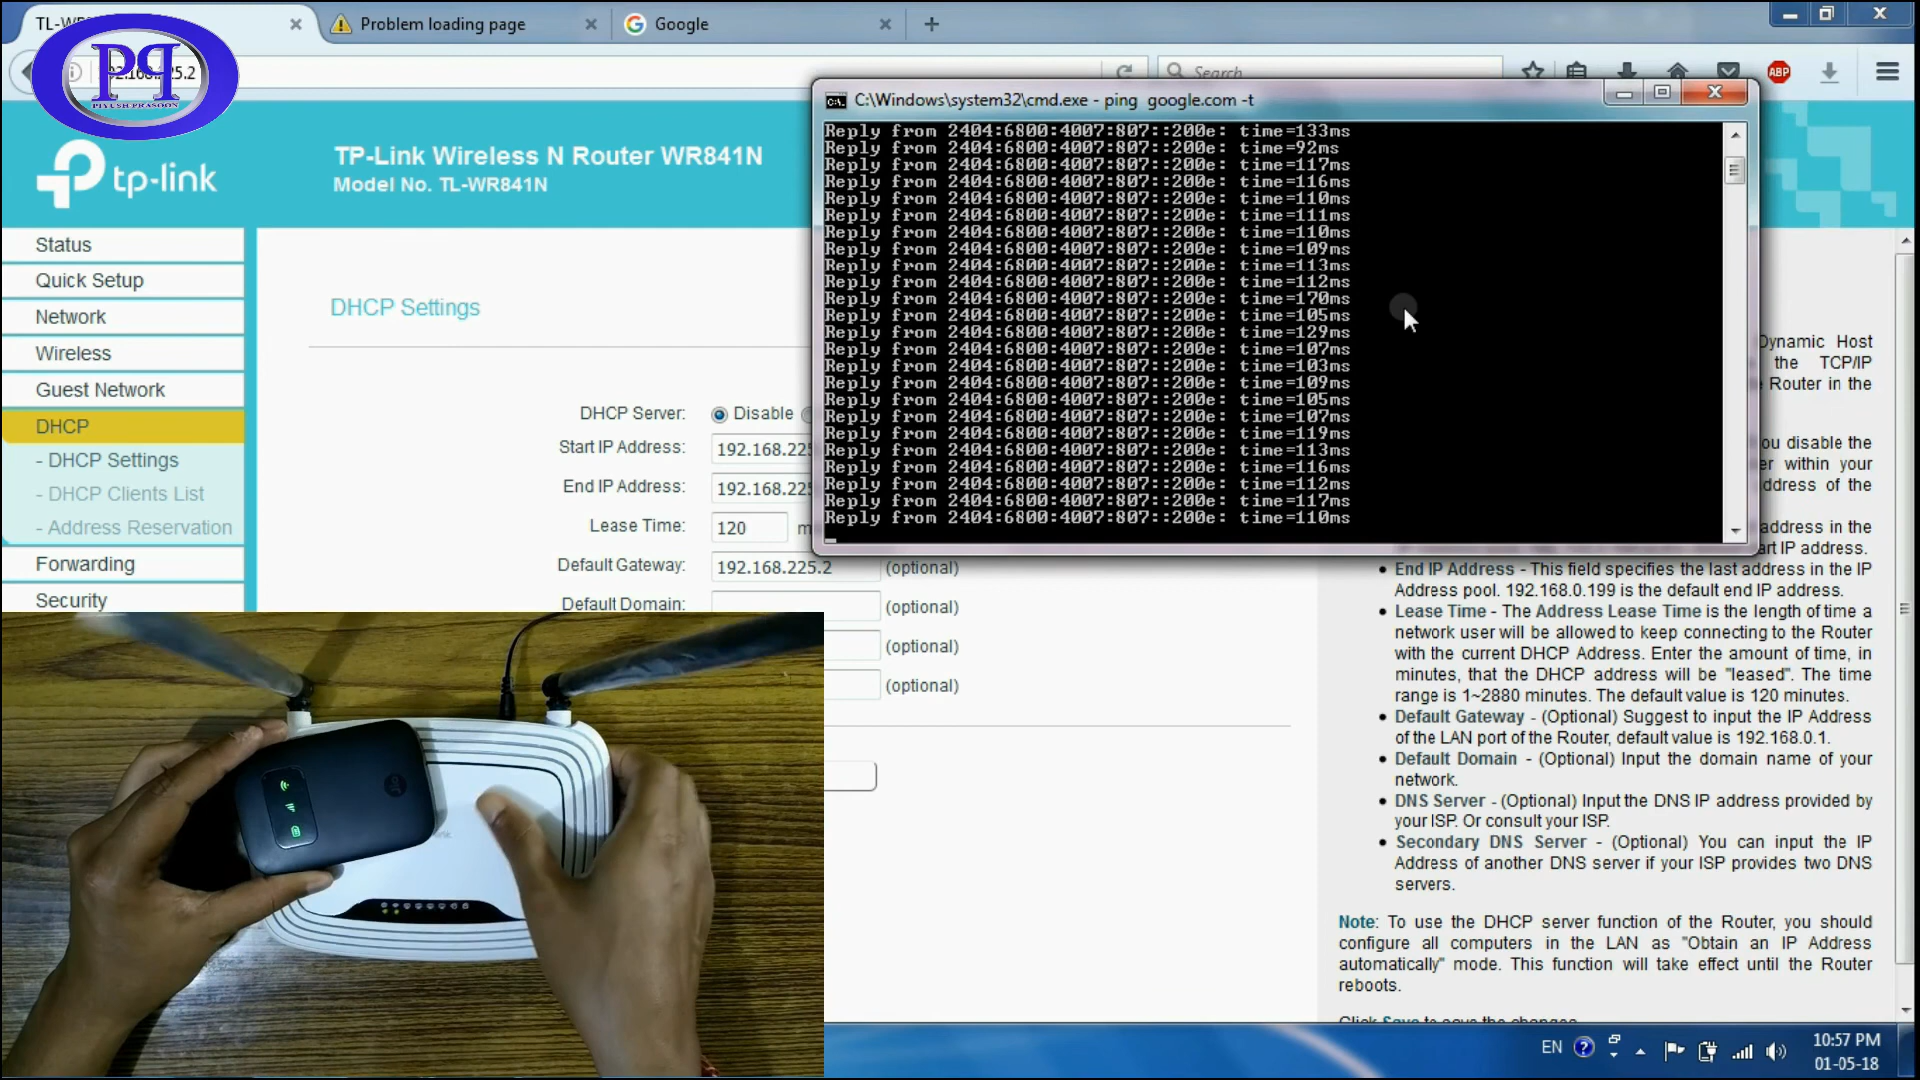 TL-WR
Problem loading page
Google
PP
PIYUSH PRASOON
192.168.225.2
Search
ABP
C:\Windows\system32\cmd.exe - ping google.com -t
Reply from 2404:6800:4007:807::200e: time=133ms
Reply from 2404:6800:4007:807::200e: time=92ms
Reply from 2404:6800:4007:807::200e: time=117ms
Reply from 2404:6800:4007:807::200e: time=116ms
Reply from 2404:6800:4007:807::200e: time=110ms
Reply from 2404:6800:4007:807::200e: time=111ms
Reply from 2404:6800:4007:807::200e: time=110ms
Reply from 2404:6800:4007:807::200e: time=109ms
Reply from 2404:6800:4007:807::200e: time=113ms
Reply from 2404:6800:4007:807::200e: time=112ms
Reply from 2404:6800:4007:807::200e: time=170ms
Reply from 2404:6800:4007:807::200e: time=105ms
Reply from 2404:6800:4007:807::200e: time=129ms
Reply from 2404:6800:4007:807::200e: time=107ms
Reply from 2404:6800:4007:807::200e: time=103ms
Reply from 2404:6800:4007:807::200e: time=109ms
Reply from 2404:6800:4007:807::200e: time=105ms
Reply from 2404:6800:4007:807::200e: time=107ms
Reply from 2404:6800:4007:807::200e: time=119ms
Reply from 2404:6800:4007:807::200e: time=113ms
Reply from 2404:6800:4007:807::200e: time=116ms
Reply from 2404:6800:4007:807::200e: time=112ms
Reply from 2404:6800:4007:807::200e: time=117ms
Reply from 2404:6800:4007:807::200e: time=110ms
tp-link
TP-Link Wireless N Router WR841N
Model No. TL-WR841N
Status
Quick Setup
Network
Wireless
Guest Network
DHCP
- DHCP Settings
- DHCP Clients List
- Address Reservation
Forwarding
Security
DHCP Settings
DHCP Server: Disable
Start IP Address: 192.168.225
End IP Address: 192.168.225
Lease Time: 120 m
Default Gateway: 192.168.225.2 (optional)
Default Domain: (optional)
(optional)
(optional)
Dynamic Host
the TCP/IP
Router in the
ou disable the
er within your
ddress of the
address in the
art IP address.
End IP Address - This field specifies the last address in the IP
Address pool. 192.168.0.199 is the default end IP address.
Lease Time - The Address Lease Time is the length of time a
network user will be allowed to keep connecting to the Router
with the current DHCP Address. Enter the amount of time, in
minutes, that the DHCP address will be "leased". The time
range is 1~2880 minutes. The default value is 120 minutes.
Default Gateway - (Optional) Suggest to input the IP Address
of the LAN port of the Router, default value is 192.168.0.1.
Default Domain - (Optional) Input the domain name of your
network.
DNS Server - (Optional) Input the DNS IP address provided by
your ISP. Or consult your ISP.
Secondary DNS Server - (Optional) You can input the IP
Address of another DNS server if your ISP provides two DNS
servers.
Note: To use the DHCP server function of the Router, you should
configure all computers in the LAN as "Obtain an IP Address
automatically" mode. This function will take effect until the Router
reboots.
Click Save to save the changes
EN
10:57 PM
01-05-18